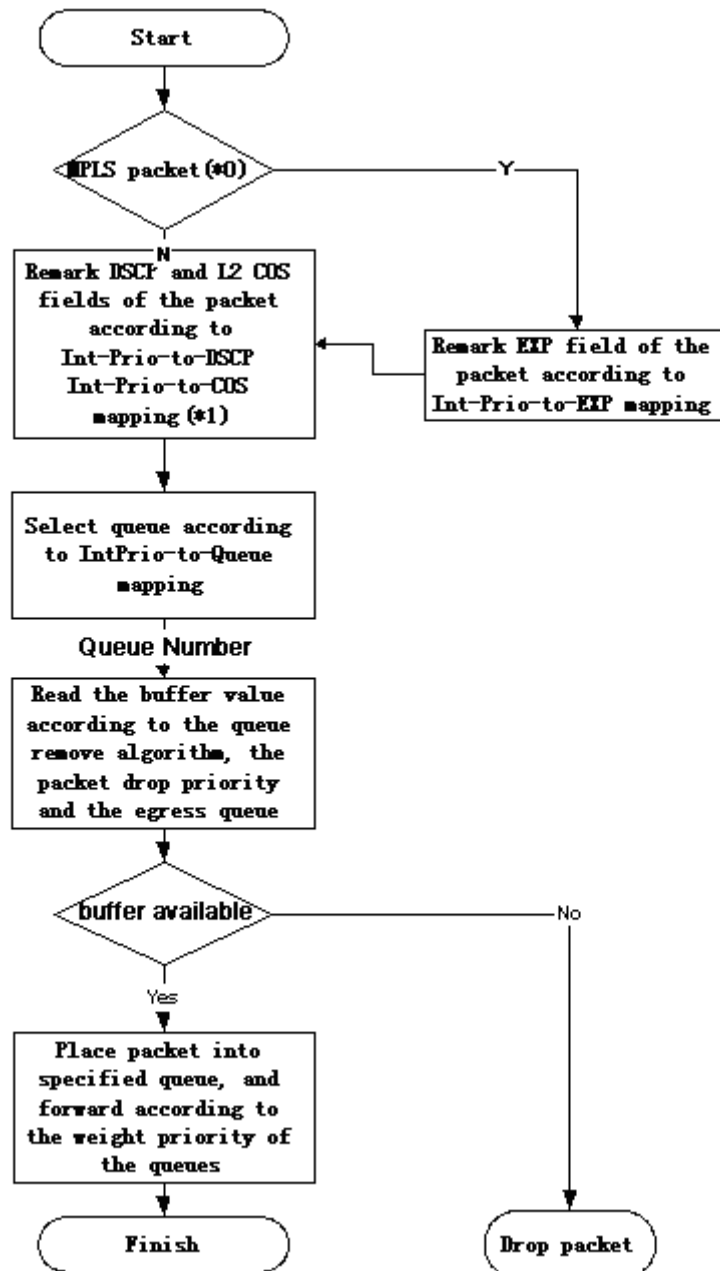 Start
MPLS packet(*0)
Y
N
Remark DSCP and L2 COS
fields of the packet
according to
Int-Prio-to-DSCP
Int-Prio-to-COS
mapping(*1)
Remark EXP field of the
packet according to
Int-Prio-to-EXP mapping
Select queue according
to IntPrio-to-Queue
mapping
Queue Number
Read the buffer value
according to the queue
remove algorithm, the
packet drop priority
and the egress queue
buffer available
No
Yes
Place packet into
specified queue, and
forward according to
the weight priority of
the queues
Finish
Drop packet